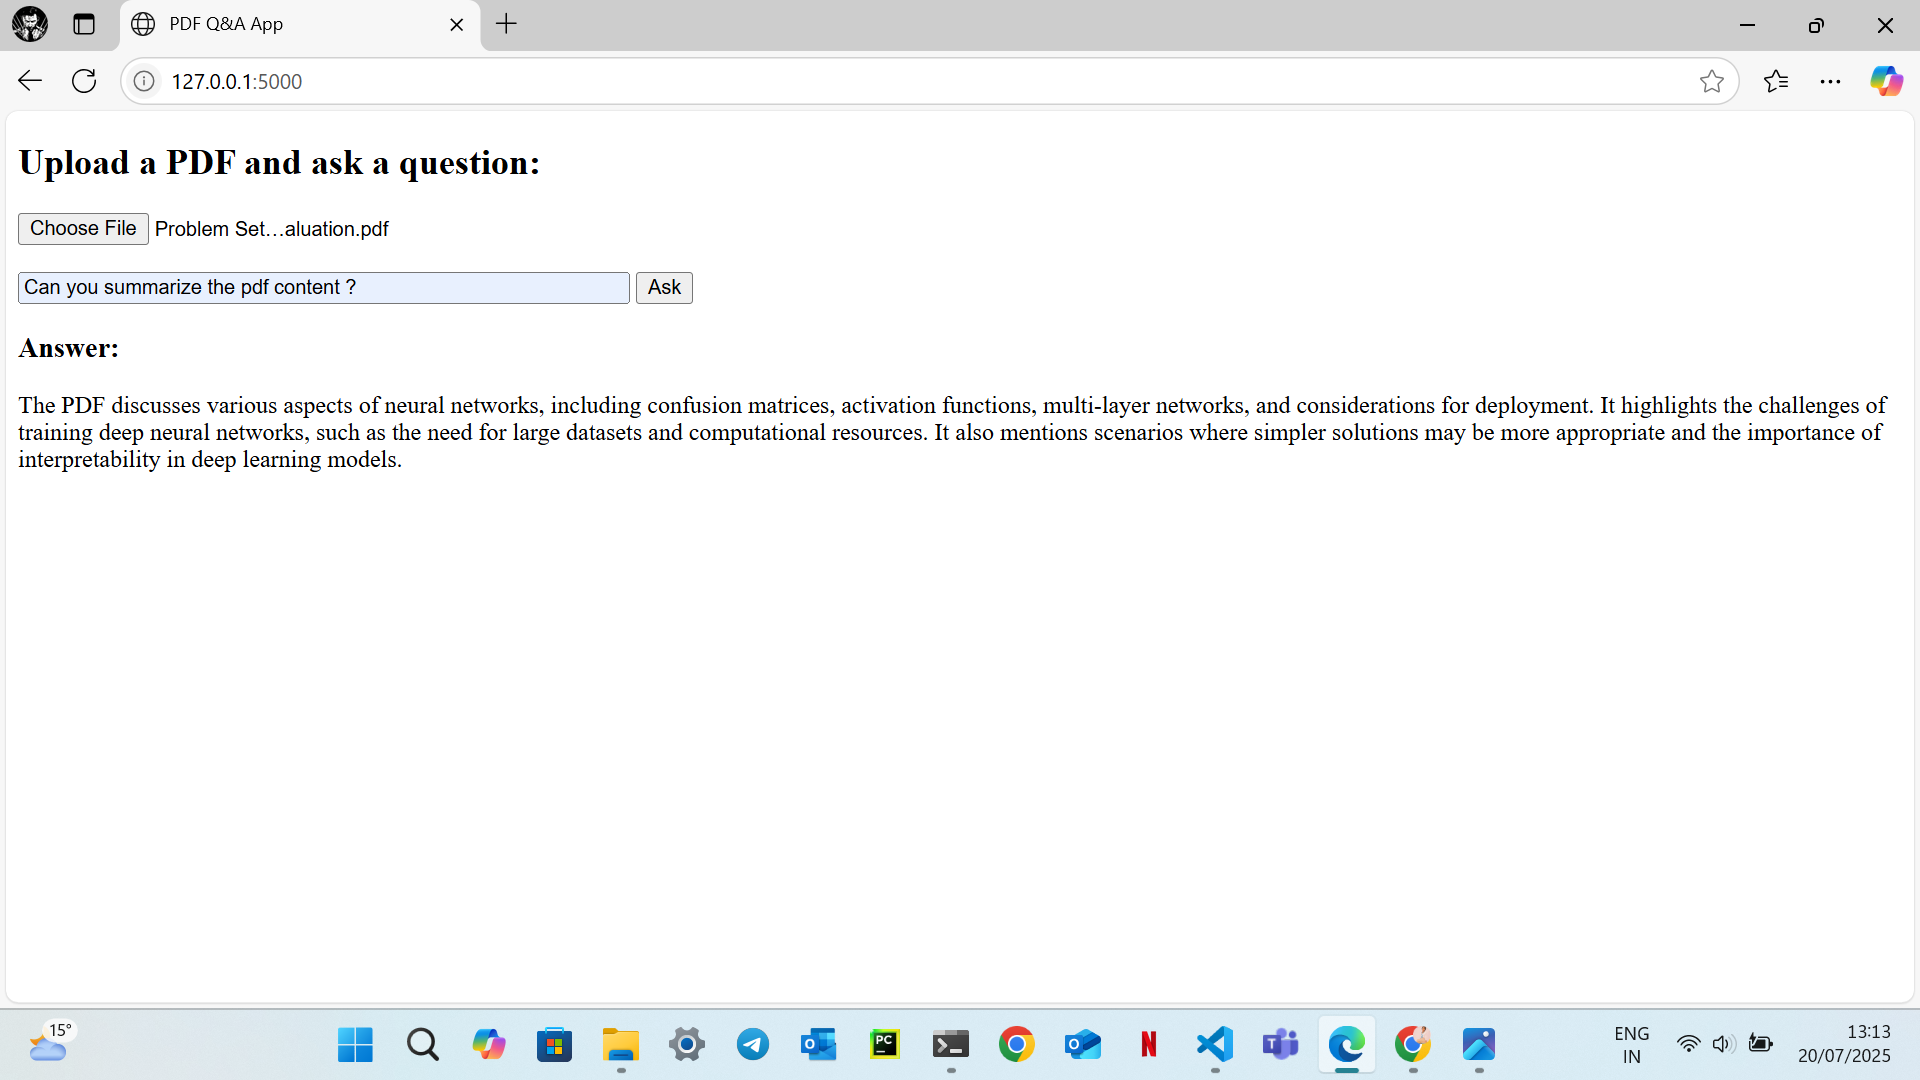 PDF Q&A App
127.0.0.1:5000
Upload a PDF and ask a question:
Choose File Problem Set…aluation.pdf
Can you summarize the pdf content ? Ask
Answer:
The PDF discusses various aspects of neural networks, including confusion matrices, activation functions, multi-layer networks, and considerations for deployment. It highlights the challenges of
training deep neural networks, such as the need for large datasets and computational resources. It also mentions scenarios where simpler solutions may be more appropriate and the importance of
interpretability in deep learning models.
15°
PC
N
ENG
IN
13:13
20/07/2025